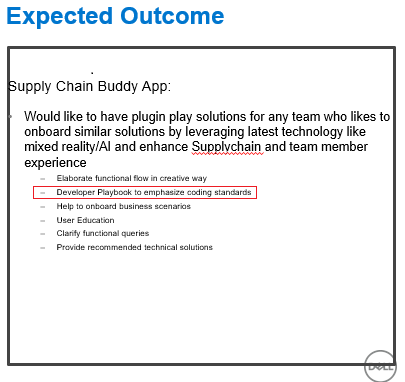 Expected Outcome
Supply Chain Buddy App:
Would like to have plugin play solutions for any team who likes to
onboard similar solutions by leveraging latest technology like
mixed reality/AI and enhance Supplychain and team member
experience
– Elaborate functional flow in creative way
– Developer Playbook to emphasize coding standards
– Help to onboard business scenarios
– User Education
– Clarify functional queries
– Provide recommended technical solutions
DELL